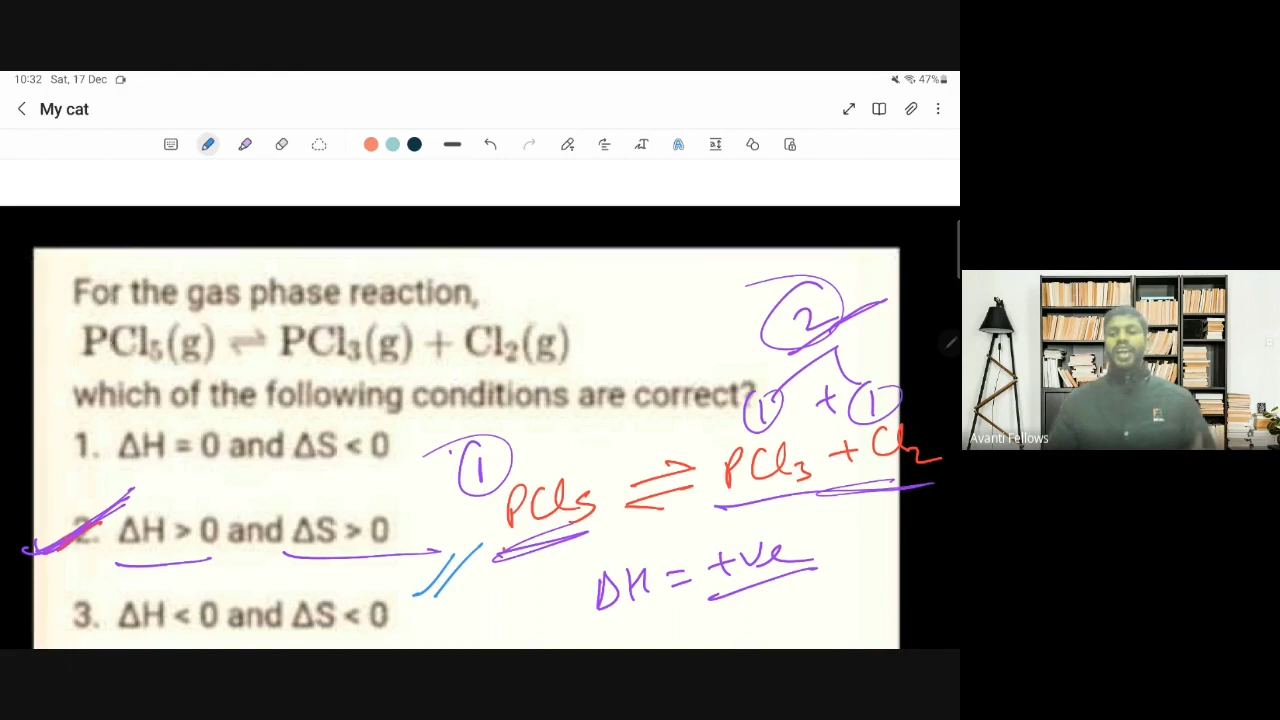 10:32 Sat, 17 Dec
47%
My cat
For the gas phase reaction,
PCl₅(g) ⇌ PCl₃(g) + Cl₂(g)
which of the following conditions are correct?
1. ΔH = 0 and ΔS < 0
2. ΔH > 0 and ΔS > 0
3. ΔH < 0 and ΔS < 0
2
1 + 1
1
PCl5 ⇌ PCl3 + Cl2
ΔH = +ve
Avanti Fellows